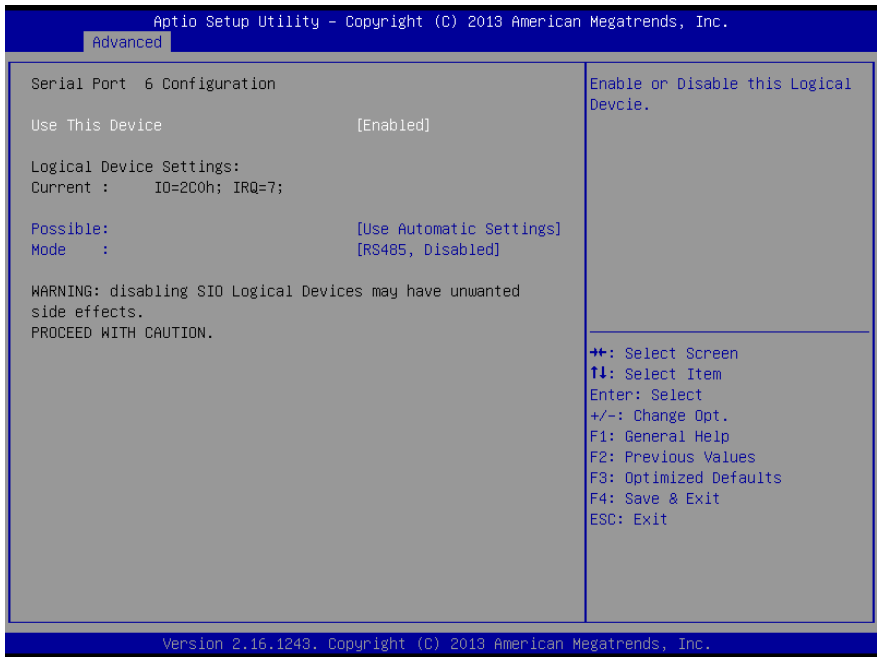 Aptio Setup Utility – Copyright (C) 2013 American Megatrends, Inc.
Advanced
Serial Port  6 Configuration
Use This Device [Enabled]
Logical Device Settings:
Current :     IO=2C0h; IRQ=7;
Possible: [Use Automatic Settings]
Mode    : [RS485, Disabled]
WARNING: disabling SIO Logical Devices may have unwanted
side effects.
PROCEED WITH CAUTION.
Enable or Disable this Logical
Devcie.
→←: Select Screen
↑↓: Select Item
Enter: Select
+/-: Change Opt.
F1: General Help
F2: Previous Values
F3: Optimized Defaults
F4: Save & Exit
ESC: Exit
Version 2.16.1243. Copyright (C) 2013 American Megatrends, Inc.